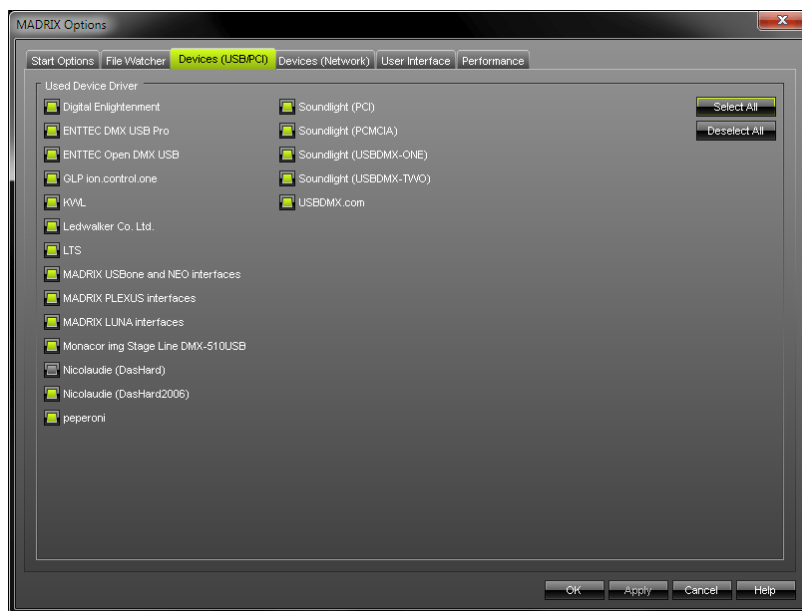 MADRIX Options
Start Options File Watcher Devices (USB/PCI) Devices (Network) User Interface Performance
Used Device Driver
Digital Enlightenment
ENTTEC DMX USB Pro
ENTTEC Open DMX USB
GLP ion.control.one
KWL
Ledwalker Co. Ltd.
LTS
MADRIX USBone and NEO interfaces
MADRIX PLEXUS interfaces
MADRIX LUNA interfaces
Monacor img Stage Line DMX-510USB
Nicolaudie (DasHard)
Nicolaudie (DasHard2006)
peperoni
Soundlight (PCI)
Soundlight (PCMCIA)
Soundlight (USBDMX-ONE)
Soundlight (USBDMX-TWO)
USBDMX.com
Select All
Deselect All
OK Apply Cancel Help